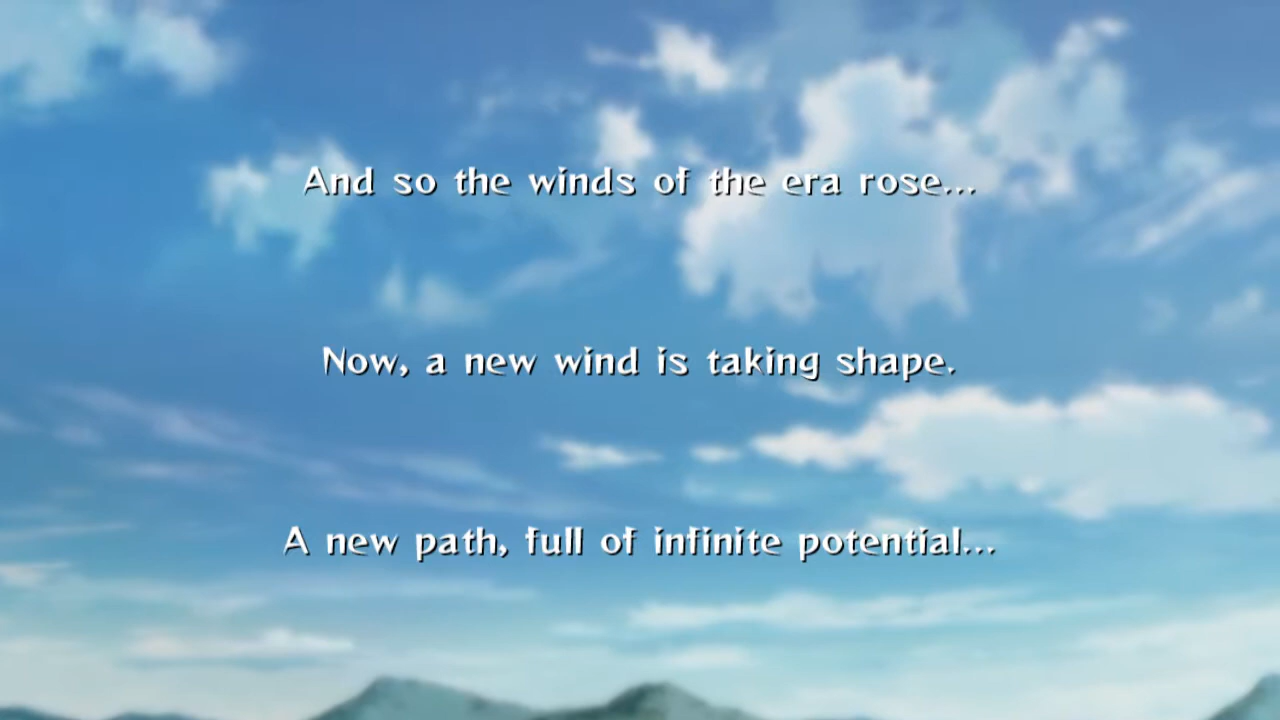 And so the winds of the era rose...
Now, a new wind is taking shape.
A new path, full of infinite potential...